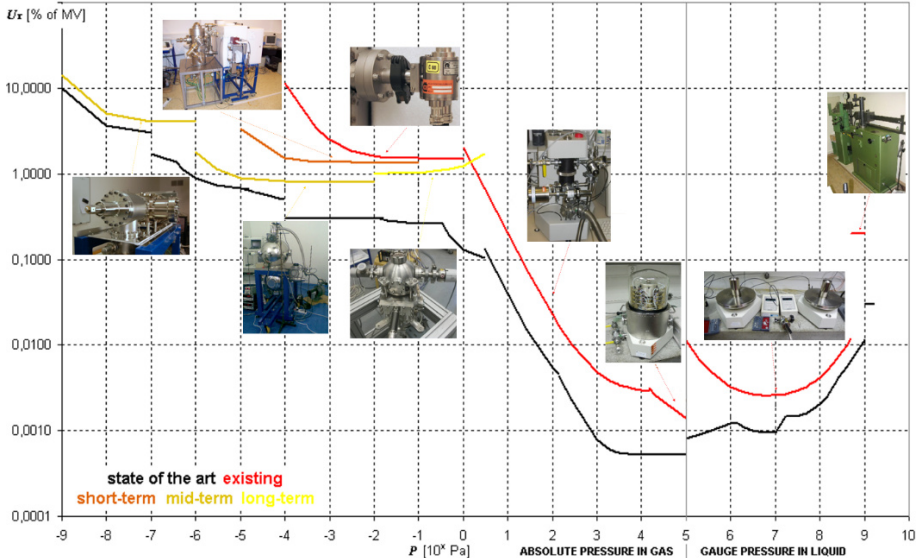 Ur [% of MV]
10,0000
1,0000
0,1000
0,0100
0,0010
0,0001
state of the art existing
short-term mid-term long-term
-9 -8 -7 -6 -5 -4 -3 -2 -1 0 1 2 3 4 5 6 7 8 9 10
P [10ˣ Pa] ABSOLUTE PRESSURE IN GAS GAUGE PRESSURE IN LIQUID